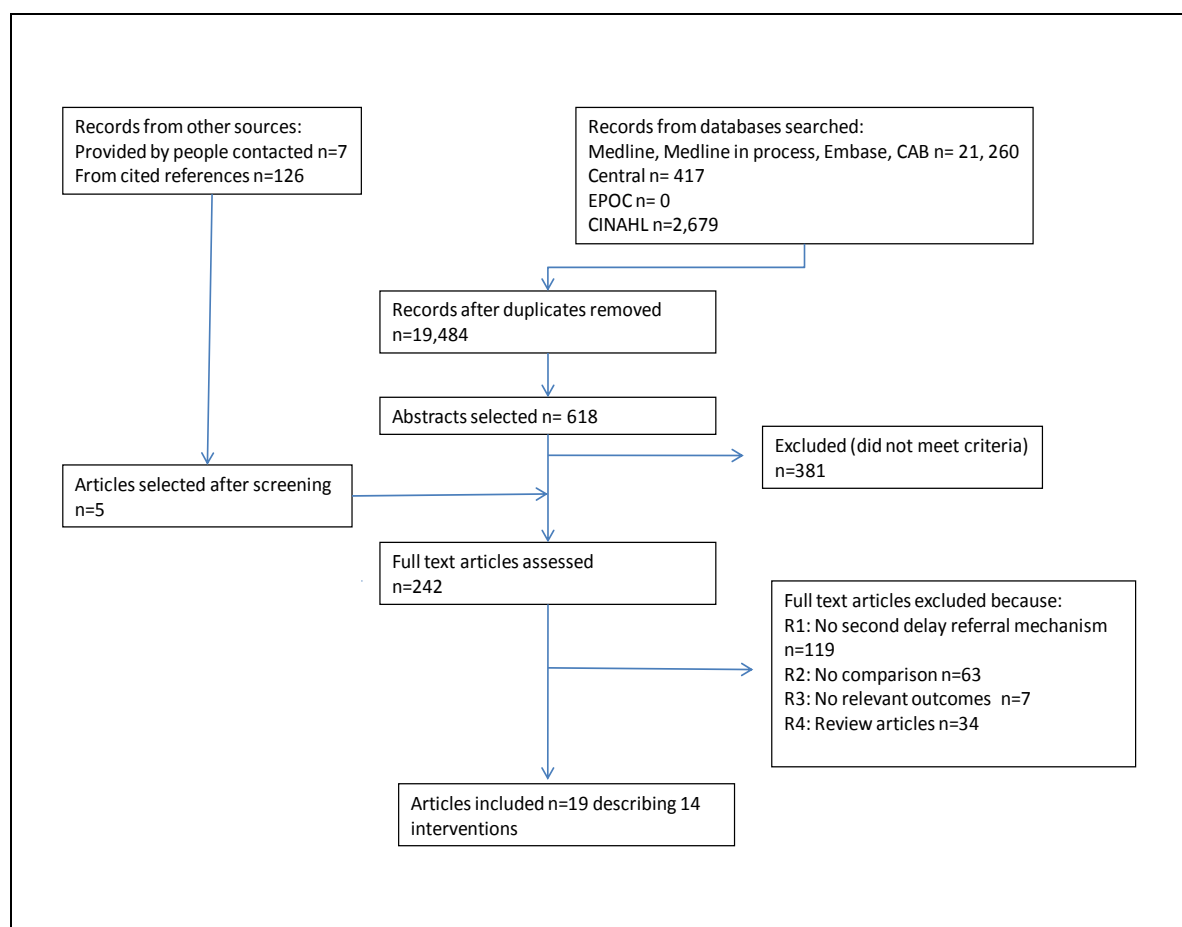 Records from other sources:
Provided by people contacted n=7
From cited references n=126
Records from databases searched:
Medline, Medline in process, Embase, CAB n= 21, 260
Central n= 417
EPOC n= 0
CINAHL n=2,679
Records after duplicates removed
n=19,484
Abstracts selected n= 618
Excluded (did not meet criteria)
n=381
Articles selected after screening
n=5
Full text articles assessed
n=242
Full text articles excluded because:
R1: No second delay referral mechanism
n=119
R2: No comparison n=63
R3: No relevant outcomes n=7
R4: Review articles n=34
Articles included n=19 describing 14
interventions